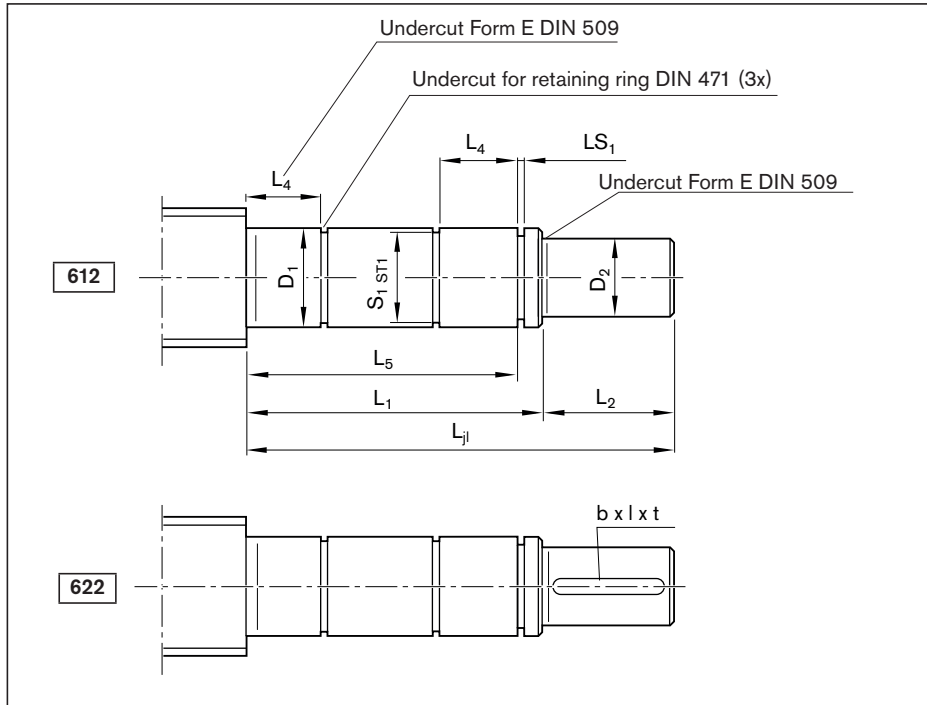 Undercut Form E DIN 509
Undercut for retaining ring DIN 471 (3x)
L4 LS1
L4
Undercut Form E DIN 509
612
D1
S1 ST1
D2
L5
L1
L2
Ljl
b x l x t
622